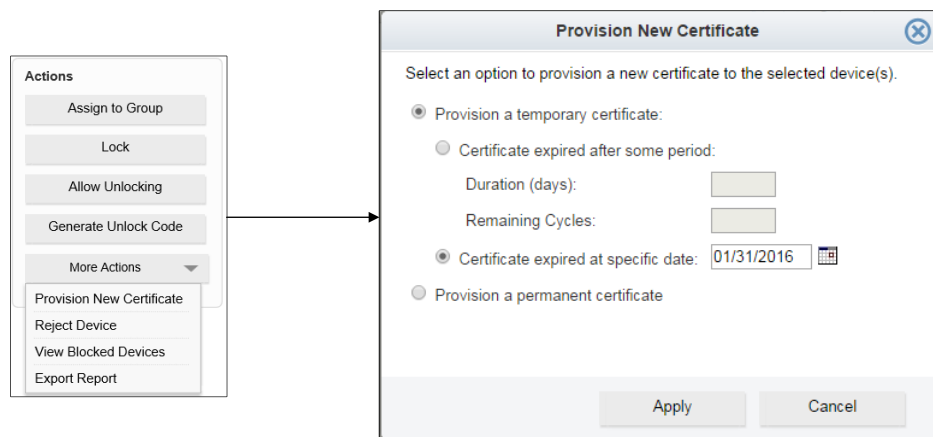 Actions
Assign to Group
Lock
Allow Unlocking
Generate Unlock Code
More Actions
Provision New Certificate
Reject Device
View Blocked Devices
Export Report
Provision New Certificate
Select an option to provision a new certificate to the selected device(s).
Provision a temporary certificate:
Certificate expired after some period:
Duration (days):
Remaining Cycles:
Certificate expired at specific date: 01/31/2016
Provision a permanent certificate
Apply Cancel